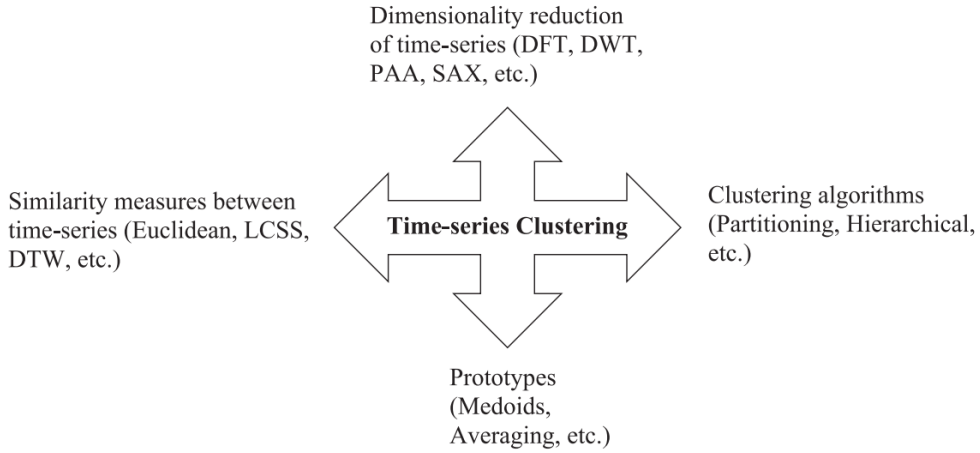 Dimensionality reduction
of time-series (DFT, DWT,
PAA, SAX, etc.)
Similarity measures between
time-series (Euclidean, LCSS,
DTW, etc.)
Time-series Clustering
Clustering algorithms
(Partitioning, Hierarchical,
etc.)
Prototypes
(Medoids,
Averaging, etc.)